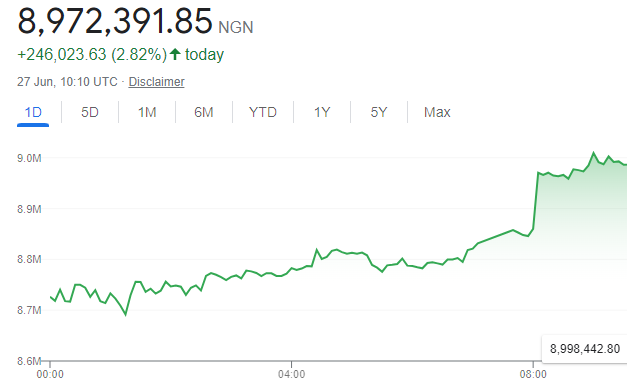 8,972,391.85 NGN
+246,023.63 (2.82%) today
27 Jun, 10:10 UTC · Disclaimer
1D 5D 1M 6M YTD 1Y 5Y Max
9.0M
8.9M
8.8M
8.7M
8,998,442.80
8.6M
00:00 04:00 08:00